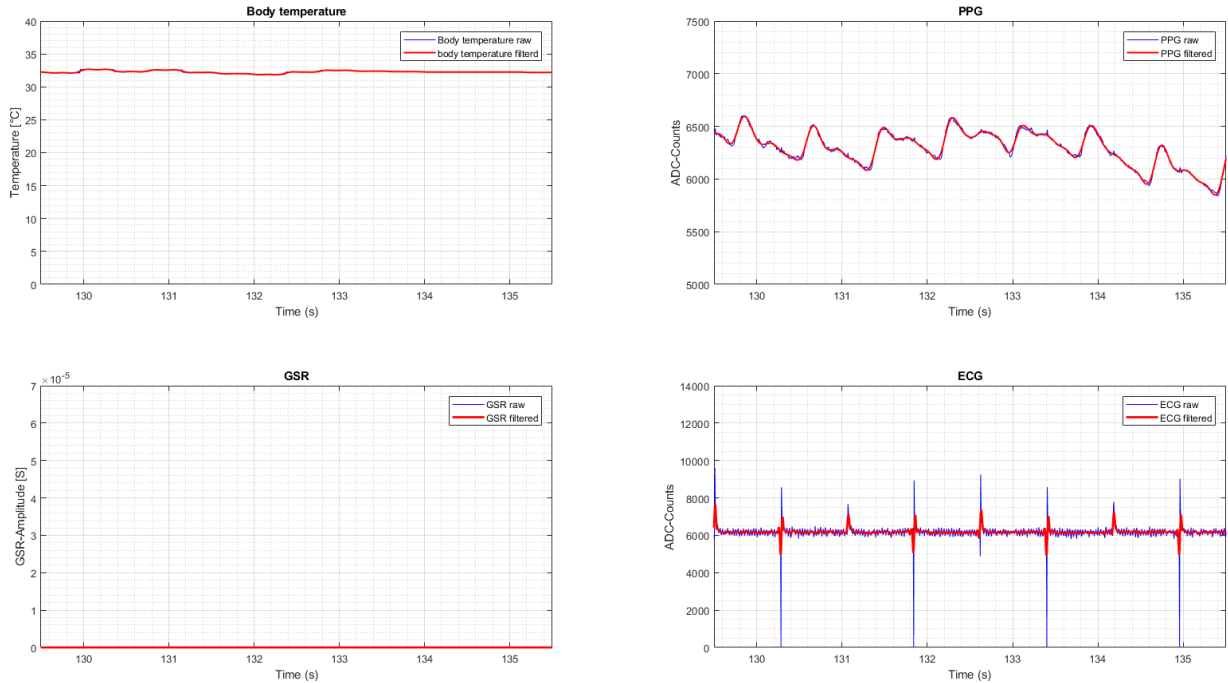 Body temperature
40
35
30
25
20
15
10
5
0
Temperature [°C]
Body temperature raw
body temperature filterd
130
131
132
133
134
135
Time (s)
PPG
7500
7000
6500
6000
5500
5000
ADC-Counts
PPG raw
PPG filtered
130
131
132
133
134
135
Time (s)
GSR
×10⁻⁵
7
6
5
4
3
2
1
0
GSR-Amplitude [S]
GSR raw
GSR filtered
130
131
132
133
134
135
Time (s)
ECG
14000
12000
10000
8000
6000
4000
2000
0
ADC-Counts
ECG raw
ECG filtered
130
131
132
133
134
135
Time (s)